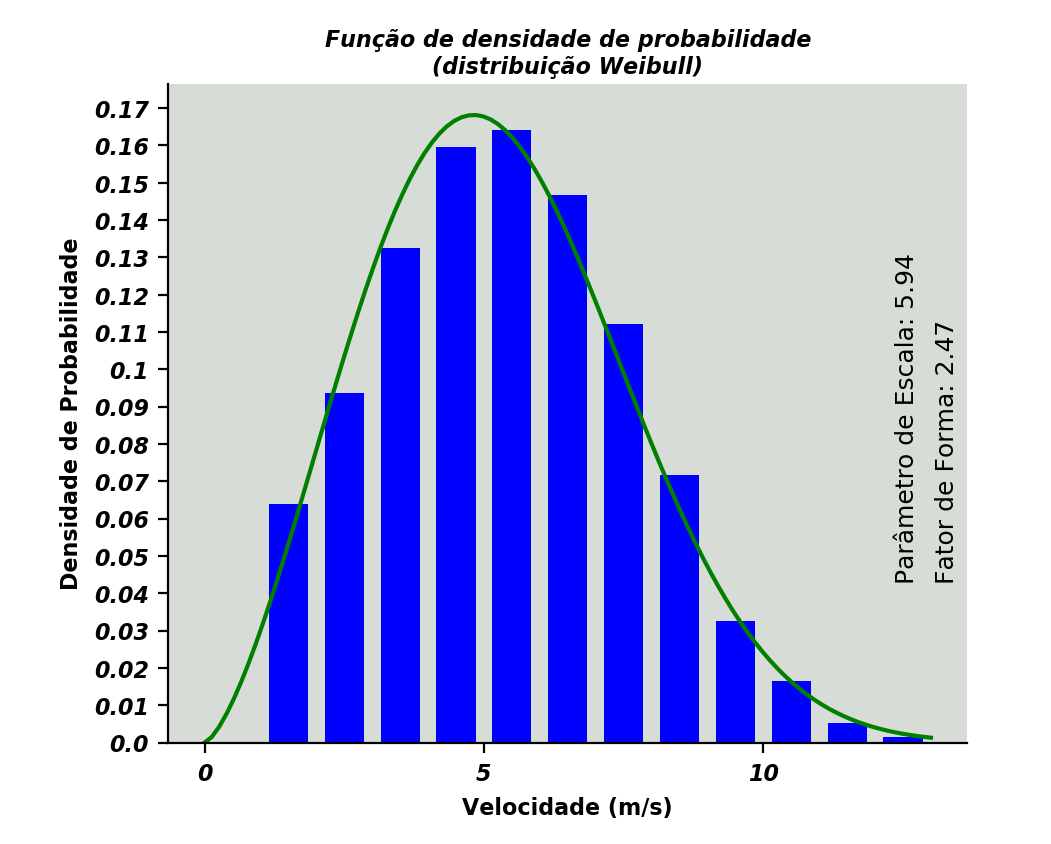 Função de densidade de probabilidade
(distribuição Weibull)
Densidade de Probabilidade
0.17
0.16
0.15
0.14
0.13
0.12
0.11
0.1
0.09
0.08
0.07
0.06
0.05
0.04
0.03
0.02
0.01
0.0
0 5 10
Velocidade (m/s)
Parâmetro de Escala: 5.94
Fator de Forma: 2.47